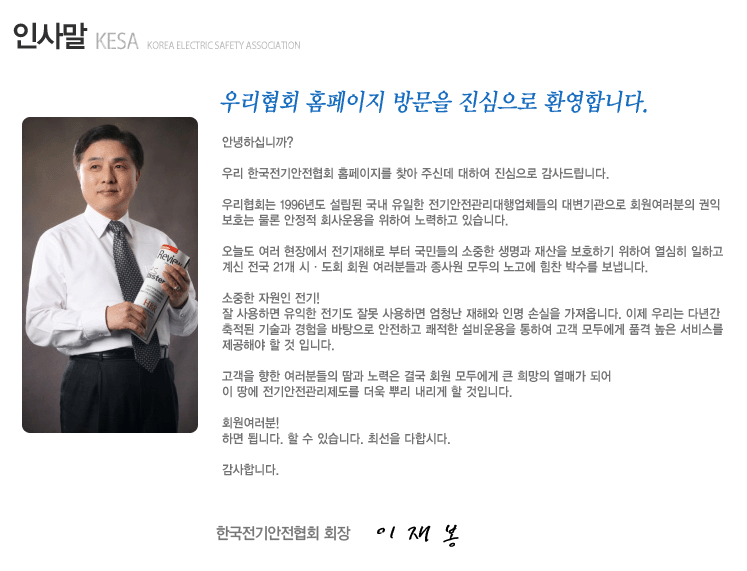 인사말 KESA KOREA ELECTRIC SAFETY ASSOCIATION
우리협회 홈페이지 방문을 진심으로 환영합니다.
안녕하십니까?
우리 한국전기안전협회 홈페이지를 찾아 주신데 대하여 진심으로 감사드립니다.
우리협회는 1996년도 설립된 국내 유일한 전기안전관리대행업체들의 대변기관으로 회원여러분의 권익
보호는 물론 안정적 회사운용을 위하여 노력하고 있습니다.
오늘도 여러 현장에서 전기재해로 부터 국민들의 소중한 생명과 재산을 보호하기 위하여 열심히 일하고
계신 전국 21개 시 · 도회 회원 여러분들과 종사원 모두의 노고에 힘찬 박수를 보냅니다.
소중한 자원인 전기!
잘 사용하면 유익한 전기도 잘못 사용하면 엄청난 재해와 인명 손실을 가져옵니다. 이제 우리는 다년간
축적된 기술과 경험을 바탕으로 안전하고 쾌적한 설비운용을 통하여 고객 모두에게 품격 높은 서비스를
제공해야 할 것 입니다.
고객을 향한 여러분들의 땀과 노력은 결국 회원 모두에게 큰 희망의 열매가 되어
이 땅에 전기안전관리제도를 더욱 뿌리 내리게 할 것입니다.
회원여러분!
하면 됩니다. 할 수 있습니다. 최선을 다합시다.
감사합니다.
한국전기안전협회 회장 이 재 봉
Review